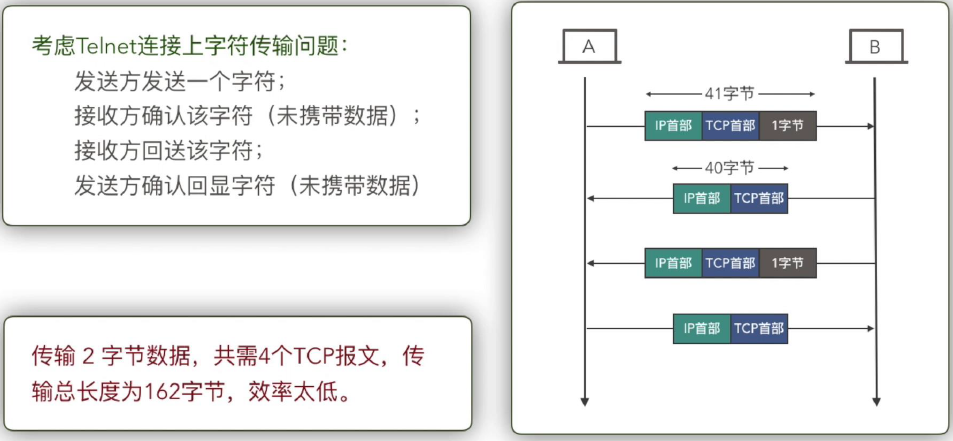 考虑Telnet连接上字符传输问题：
发送方发送一个字符；
接收方确认该字符（未携带数据）；
接收方回送该字符；
发送方确认回显字符（未携带数据）
传输 2 字节数据，共需4个TCP报文，传
输总长度为162字节，效率太低。
A
B
41字节
IP首部 TCP首部 1字节
40字节
IP首部 TCP首部
IP首部 TCP首部 1字节
IP首部 TCP首部